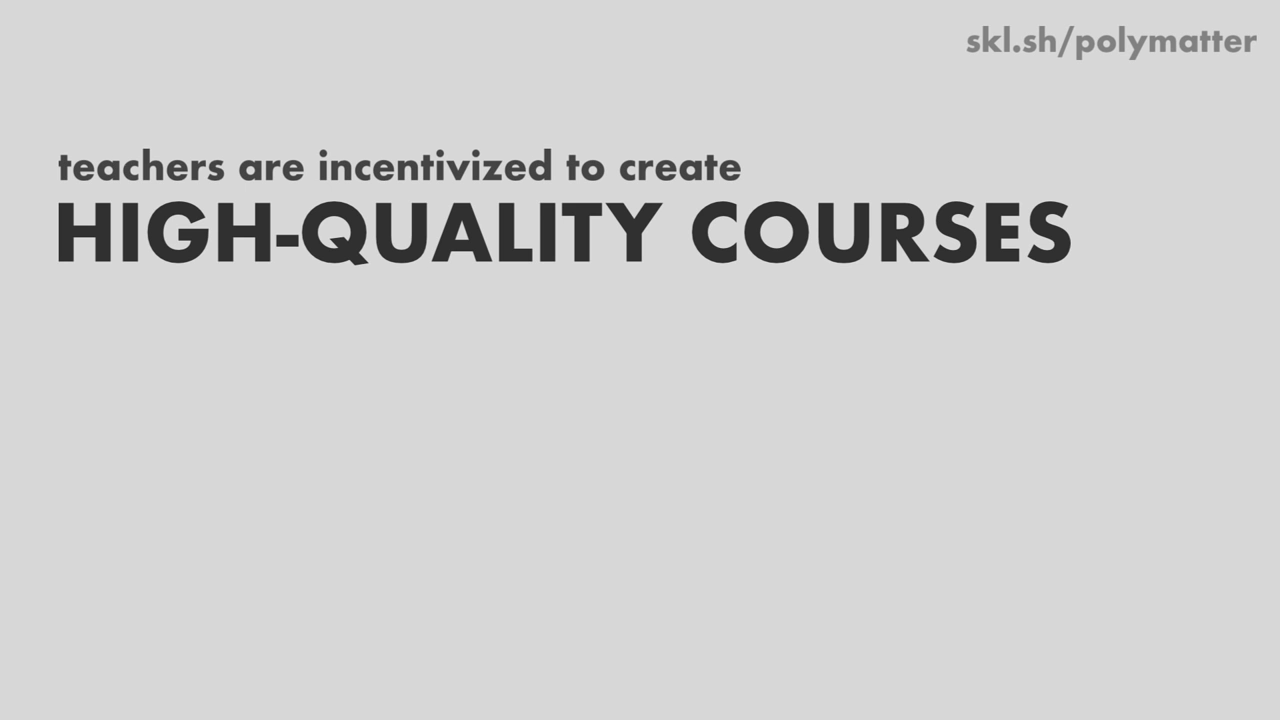 skl.sh/polymatter
teachers are incentivized to create
HIGH-QUALITY COURSES